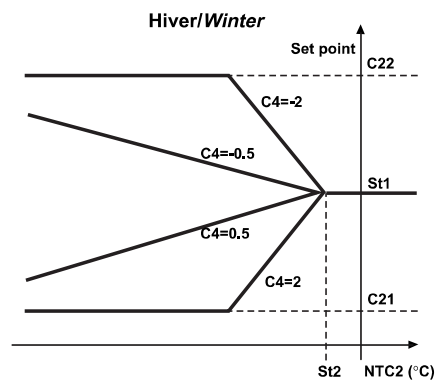 Hiver/Winter
Set point
C22
C4=-2
C4=-0.5
St1
C4=0.5
C4=2
C21
St2
NTC2 (°C)